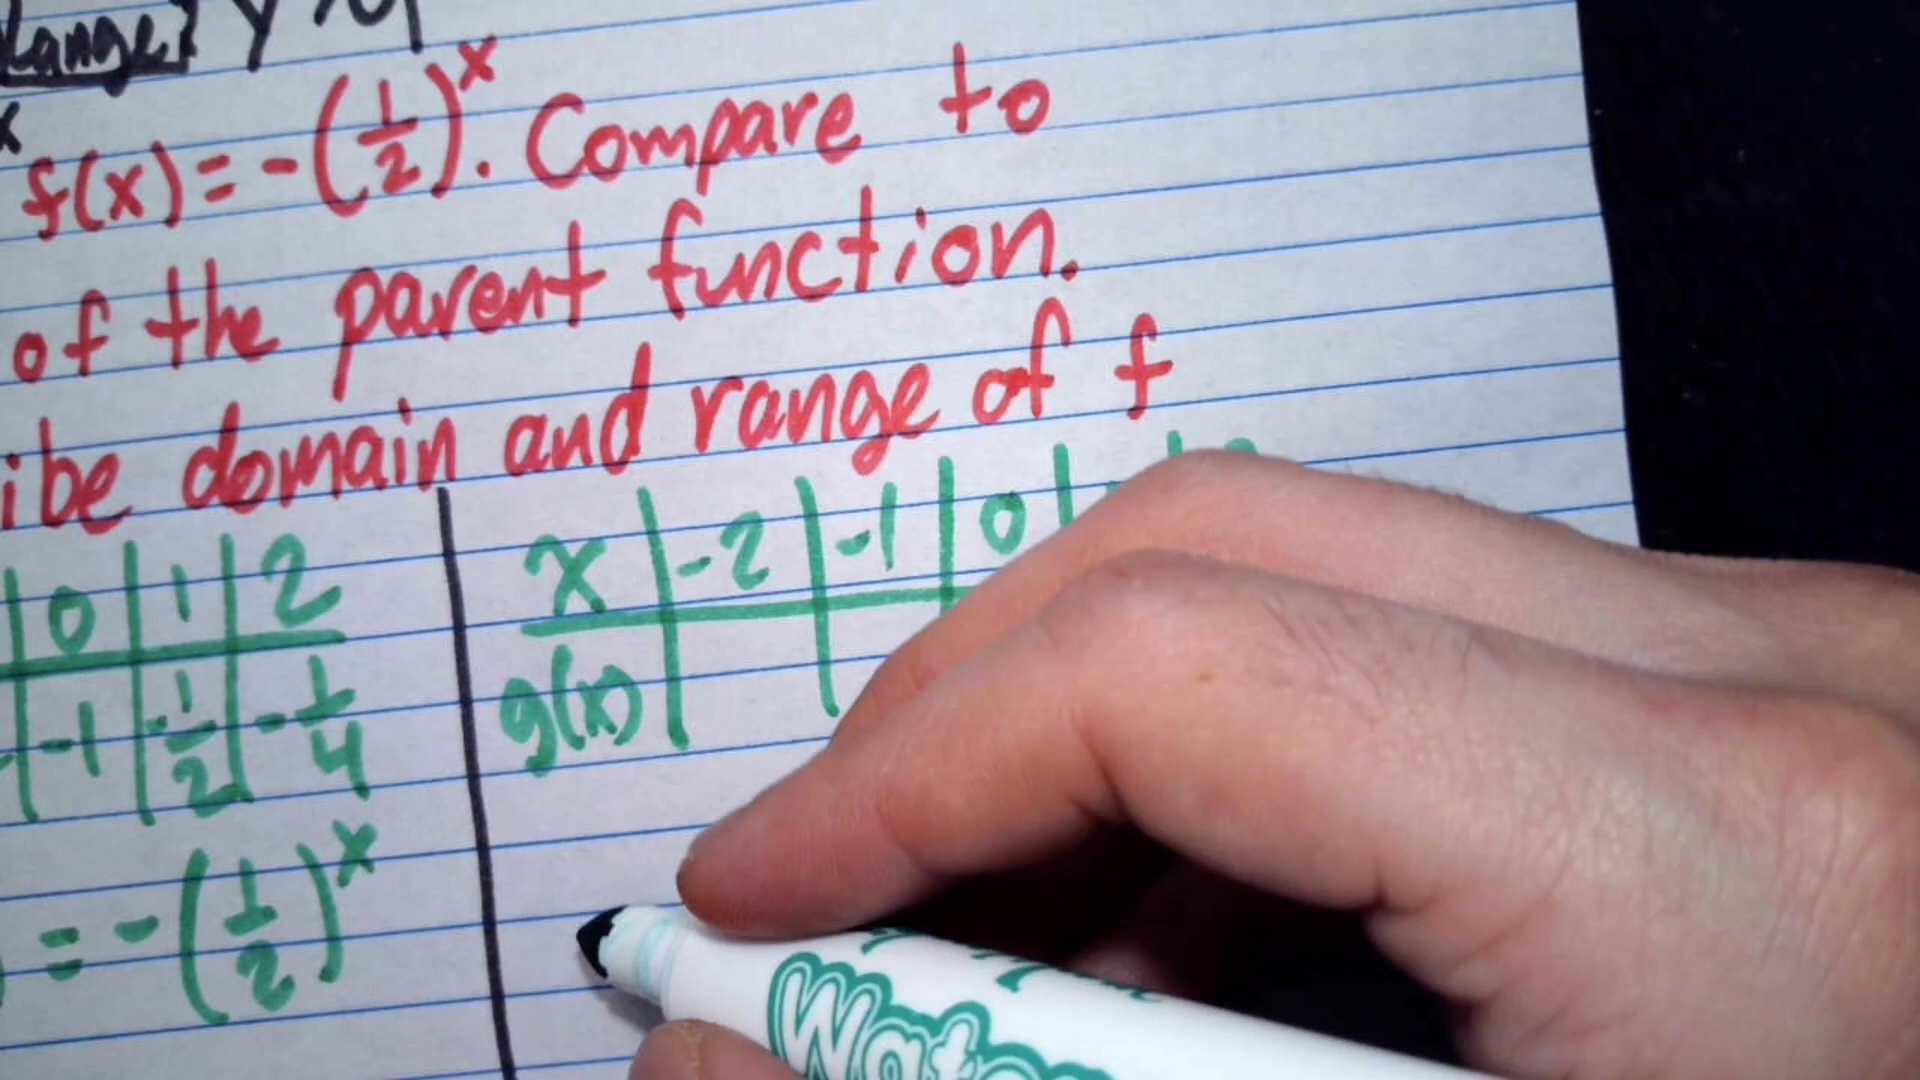 Range: y
x
f(x) = -(1/2)^x. Compare to
of the parent function.
ibe domain and range of f
0 | 1 | 2
-1 | -1/2 | -1/4
= -(1/2)^x
x | -2 | -1 | 0
g(x)